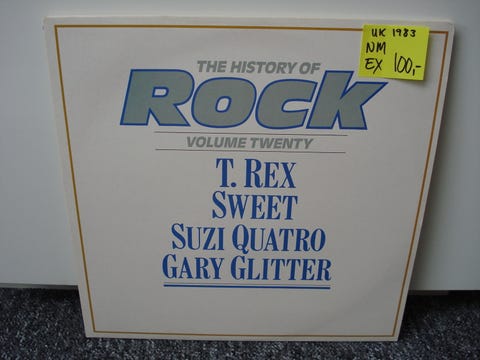 UK 1983
NM
EX 100,-
THE HISTORY OF
ROCK
VOLUME TWENTY
T. REX
SWEET
SUZI QUATRO
GARY GLITTER